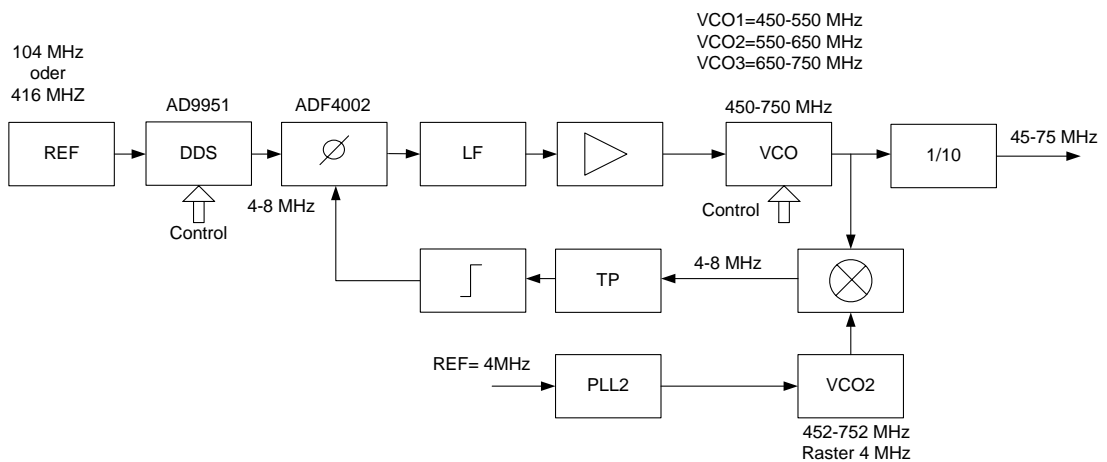 VCO1=450-550 MHz
VCO2=550-650 MHz
VCO3=650-750 MHz
104 MHz
oder
416 MHZ
AD9951
ADF4002
450-750 MHz
REF
DDS
LF
VCO
1/10
45-75 MHz
4-8 MHz
Control
Control
4-8 MHz
TP
REF= 4MHz
PLL2
VCO2
452-752 MHz
Raster 4 MHz